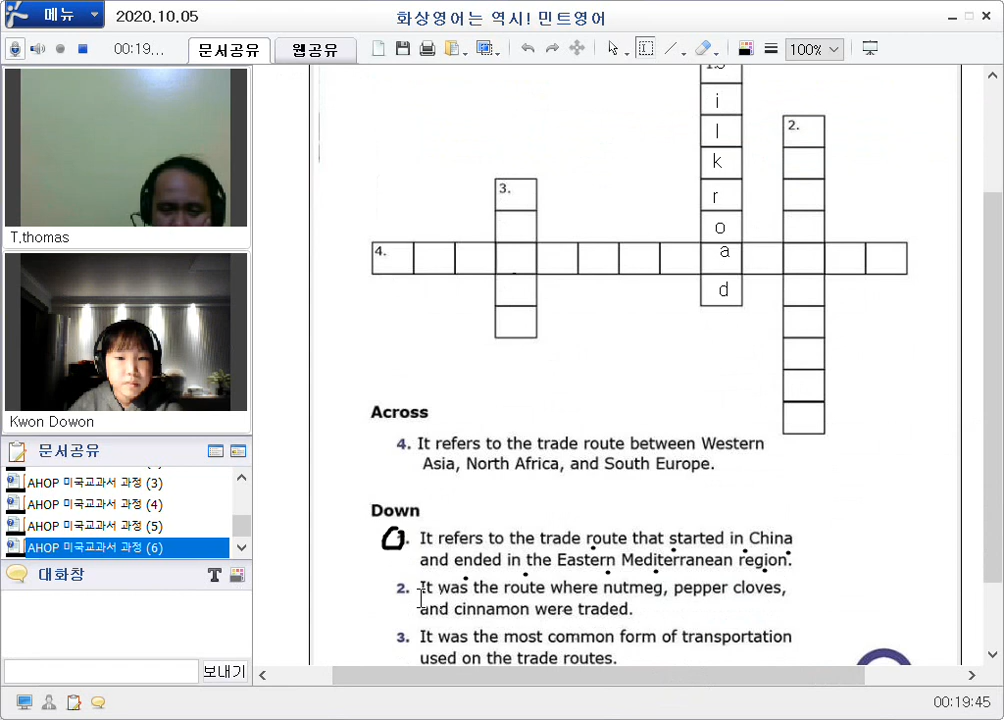 메뉴
2020.10.05
화상영어는 역시! 민트영어
00:19...
문서공유
웹공유
100%
T.thomas
Kwon Dowon
문서공유
AHOP 미국교과서 과정 (3)
AHOP 미국교과서 과정 (4)
AHOP 미국교과서 과정 (5)
AHOP 미국교과서 과정 (6)
대화창
T
보내기
i
l
2.
k
3.
r
o
4.
a
d
Across
4. It refers to the trade route between Western
Asia, North Africa, and South Europe.
Down
1. It refers to the trade route that started in China
and ended in the Eastern Mediterranean region.
2. It was the route where nutmeg, pepper cloves,
and cinnamon were traded.
3. It was the most common form of transportation
used on the trade routes.
00:19:45